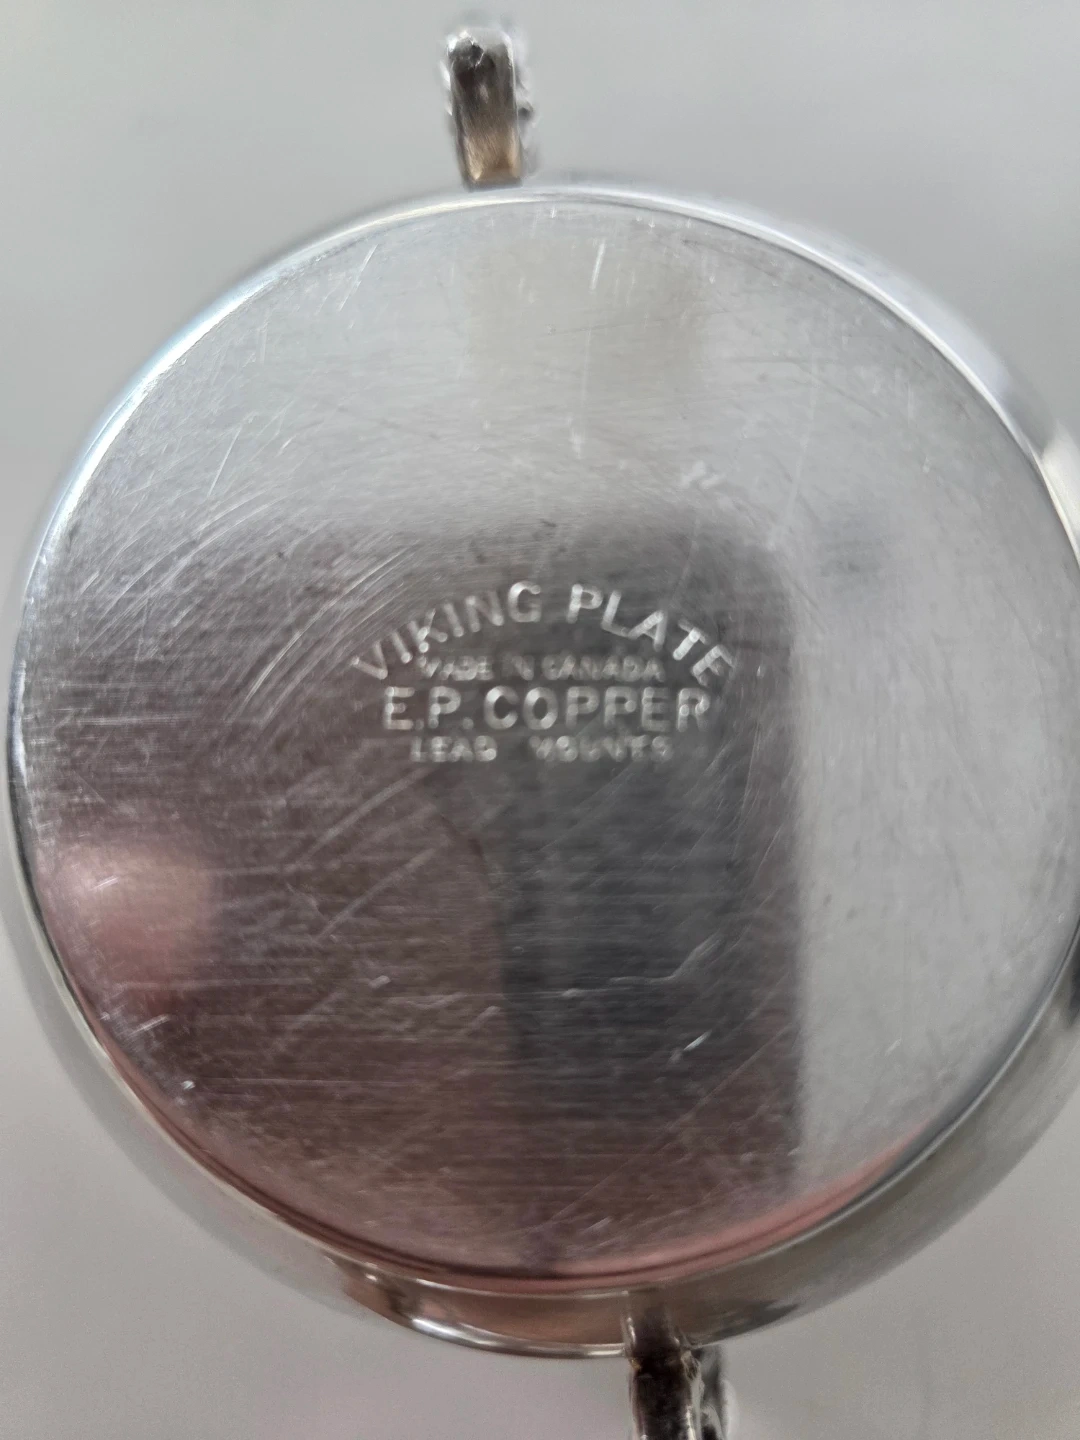 VIKING PLATE
MADE IN CANADA
E.P. COPPER
LEAD MOUNTS